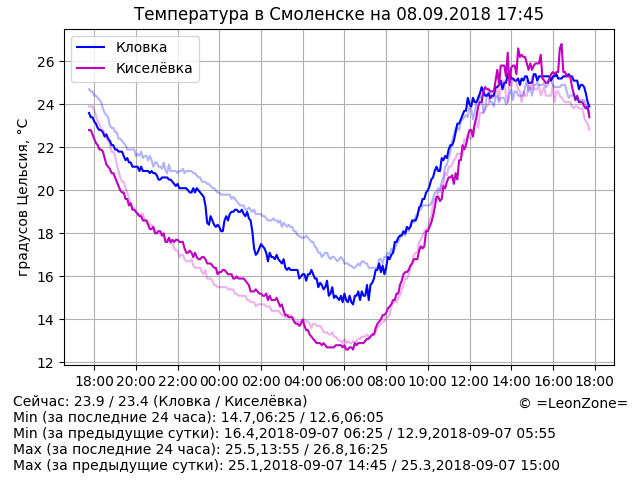 Температура в Смоленске на 08.09.2018 17:45
Кловка
Киселёвка
градусов Цельсия, °C
26
24
22
20
18
16
14
12
18:00 20:00 22:00 00:00 02:00 04:00 06:00 08:00 10:00 12:00 14:00 16:00 18:00
Сейчас: 23.9 / 23.4 (Кловка / Киселёвка)
© =LeonZone=
Min (за последние 24 часа): 14.7,06:25 / 12.6,06:05
Min (за предыдущие сутки): 16.4,2018-09-07 06:25 / 12.9,2018-09-07 05:55
Max (за последние 24 часа): 25.5,13:55 / 26.8,16:25
Max (за предыдущие сутки): 25.1,2018-09-07 14:45 / 25.3,2018-09-07 15:00